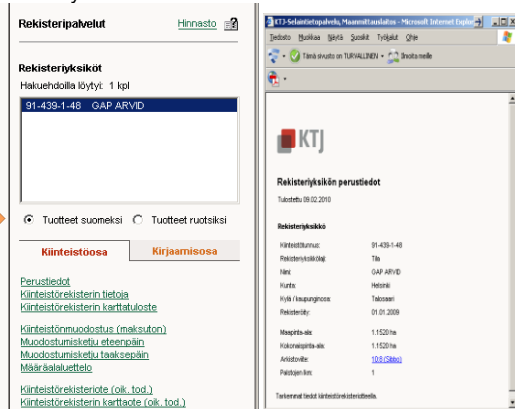 Rekisteripalvelut
Hinnasto
Rekisteriyksiköt
Hakuehdoilla löytyi: 1 kpl
91-439-1-48 GAP ARVID
Tuotteet suomeksi
Tuotteet ruotsiksi
Kiinteistöosa
Kirjaamisosa
Perustiedot
Kiinteistörekisterin tietoja
Kiinteistörekisterin karttatuloste
Kiinteistönmuodostus (maksuton)
Muodostumisketju eteenpäin
Muodostumisketju taaksepäin
Määräalaluettelo
Kiinteistörekisteriote (oik. tod.)
Kiinteistörekisterin karttaote (oik. tod.)
KTJ-Selaintietopalvelu, Maanmittauslaitos - Microsoft Internet Explorer
Tiedosto Muokkaa Näytä Suosikit Työkalut Ohje
Tämä sivusto on TURVALLINEN
Ilmoita meille
KTJ
Rekisteriyksikön perustiedot
Tulostettu 09.02.2010
Rekisteriyksikkö
Kiinteistötunnus: 91-439-1-48
Rekisteriyksikkölaji: Tila
Nimi: GAP ARVID
Kunta: Helsinki
Kylä / kaupunginosa: Talosaari
Rekisteröity: 01.01.2009
Maapinta-ala: 1.1520 ha
Kokonaispinta-ala: 1.1520 ha
Arkistoviite: 10:8 (Sibbo)
Palstojen lkm: 1
Tarkemmat tiedot kiinteistörekisteriotteella.